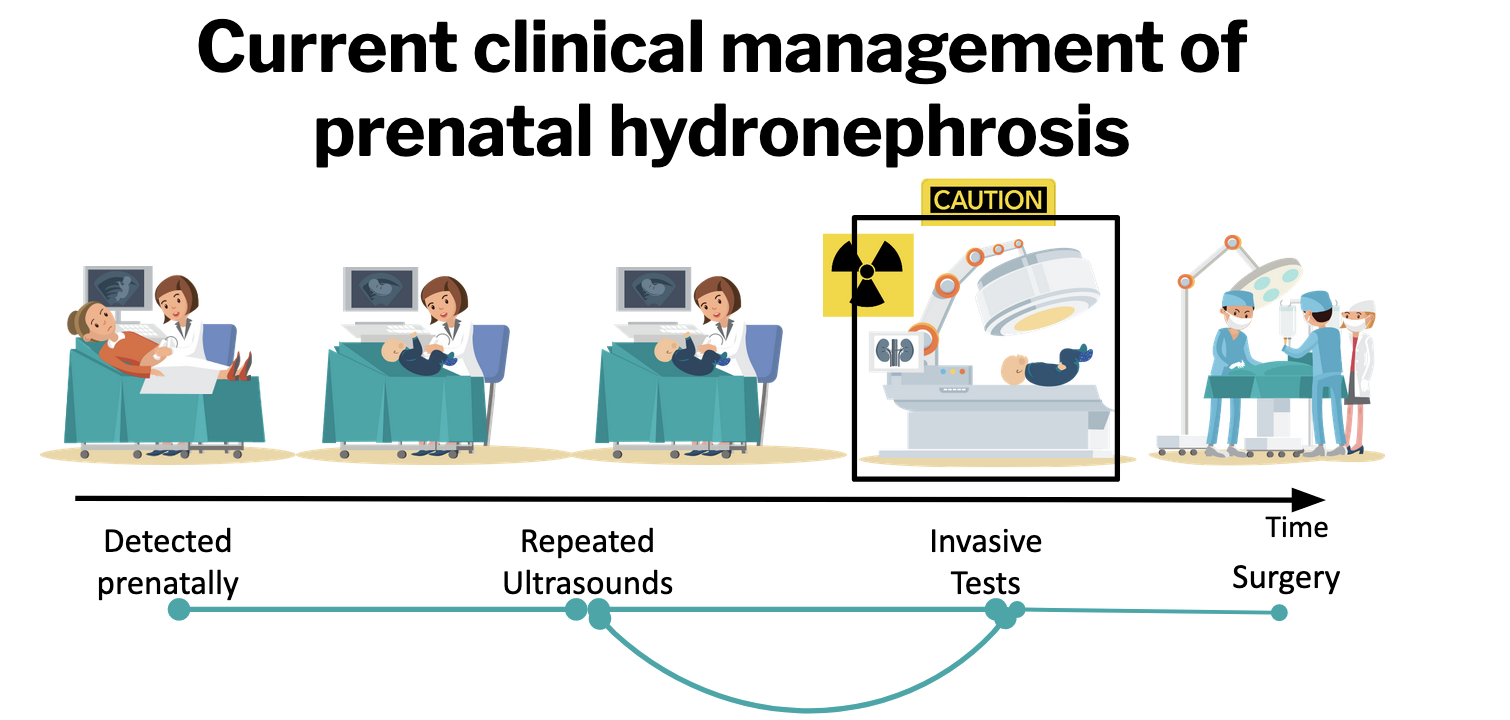 Current clinical management of
prenatal hydronephrosis
CAUTION
Detected
prenatally
Repeated
Ultrasounds
Invasive
Tests
Time
Surgery